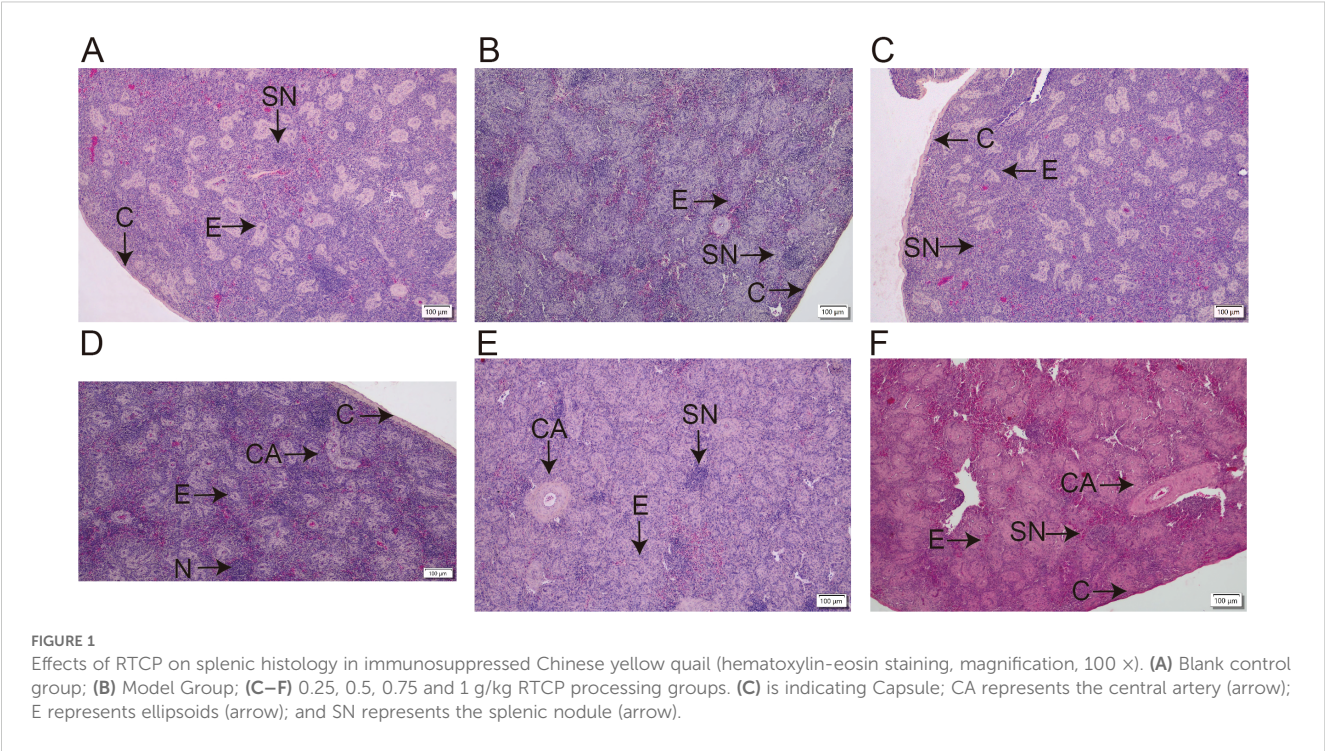 A
SN
E
C
100 μm
B
E
SN
C
100 μm
C
C
E
SN
100 μm
D
C
CA
E
N
100 μm
E
CA
SN
E
100 μm
F
CA
E
SN
C
100 μm
FIGURE 1
Effects of RTCP on splenic histology in immunosuppressed Chinese yellow quail (hematoxylin-eosin staining, magnification, 100 ×). (A) Blank control
group; (B) Model Group; (C–F) 0.25, 0.5, 0.75 and 1 g/kg RTCP processing groups. (C) is indicating Capsule; CA represents the central artery (arrow);
E represents ellipsoids (arrow); and SN represents the splenic nodule (arrow).